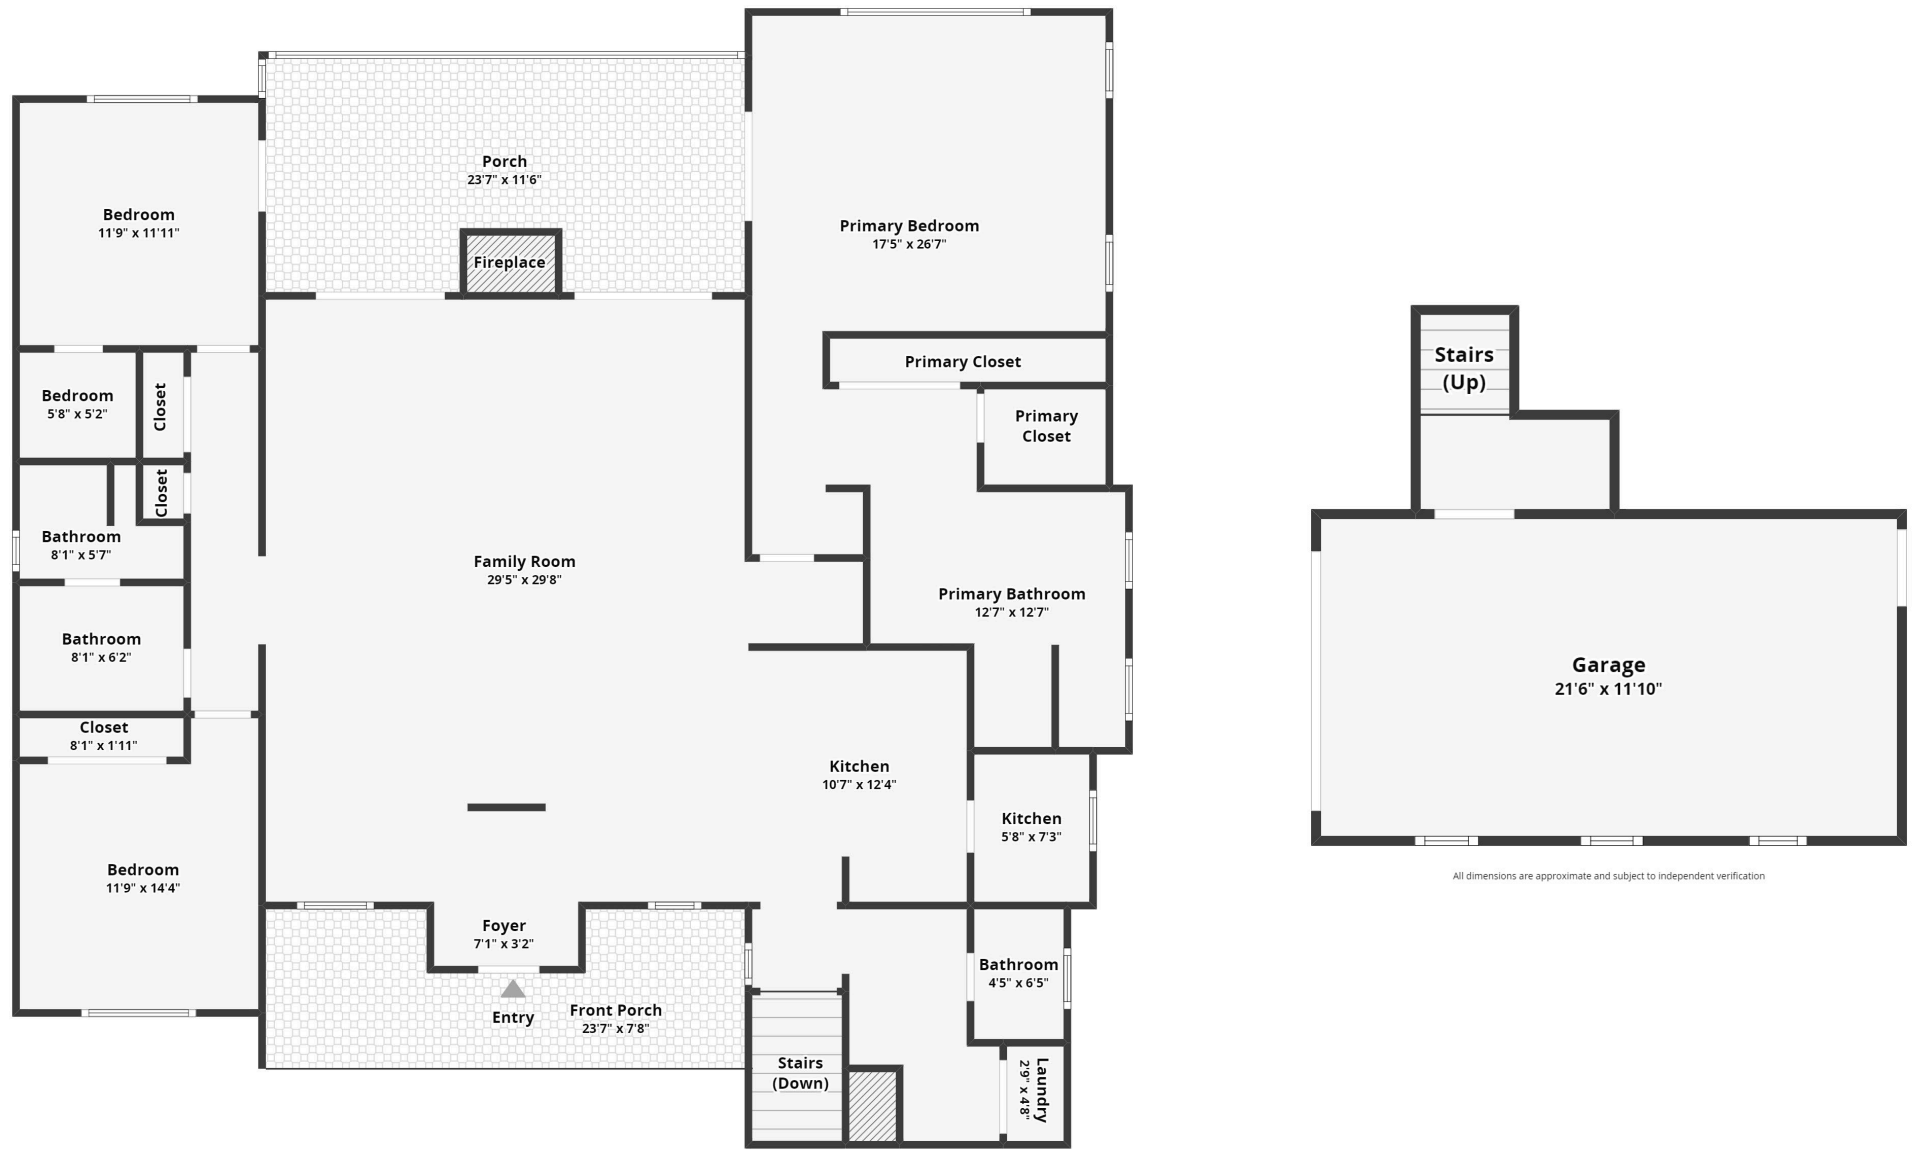 Porch
23'7" x 11'6"
Fireplace
Bedroom
11'9" x 11'11"
Primary Bedroom
17'5" x 26'7"
Primary Closet
Primary
Closet
Bedroom
5'8" x 5'2"
Closet
Closet
Bathroom
8'1" x 5'7"
Bathroom
8'1" x 6'2"
Closet
8'1" x 1'11"
Bedroom
11'9" x 14'4"
Family Room
29'5" x 29'8"
Primary Bathroom
12'7" x 12'7"
Kitchen
10'7" x 12'4"
Kitchen
5'8" x 7'3"
Foyer
7'1" x 3'2"
Entry
Front Porch
23'7" x 7'8"
Bathroom
4'5" x 6'5"
Stairs
(Down)
Laundry
2'9" x 4'8"
Stairs
(Up)
Garage
21'6" x 11'10"
All dimensions are approximate and subject to independent verification